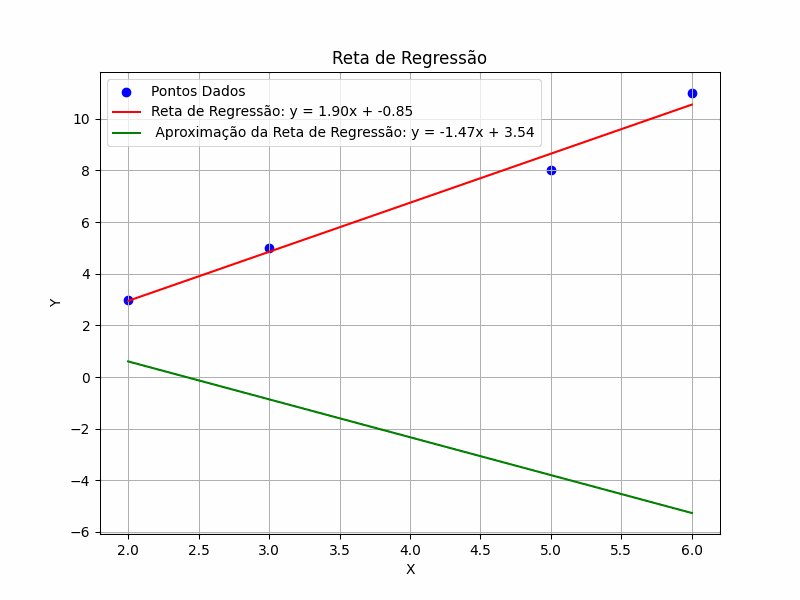 Reta de Regressão
Pontos Dados
Reta de Regressão: y = 1.90x + -0.85
Aproximação da Reta de Regressão: y = -1.47x + 3.54
10
8
6
4
2
0
−2
−4
−6
Y
2.0 2.5 3.0 3.5 4.0 4.5 5.0 5.5 6.0
X